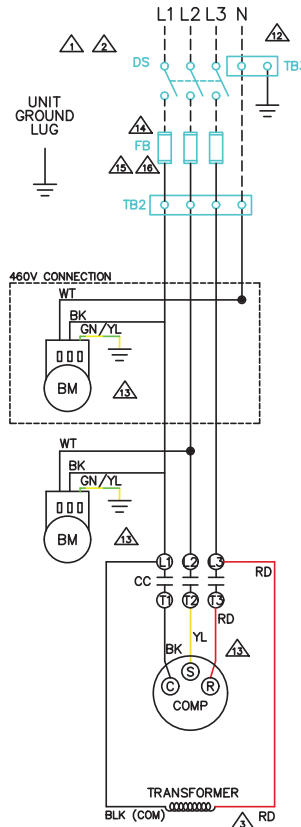 L1 L2 L3 N
1 2 12
DS TB
UNIT
GROUND
LUG
14
FB
15 16
TB2
460V CONNECTION
WT
BK
GN/YL
BM 13
WT
BK
GN/YL
BM 13
L1 L2 L3 RD
CC
T1 T2 T3
RD
YL
BK 13
S
C R
COMP
TRANSFORMER
BLK (COM) 3 RD